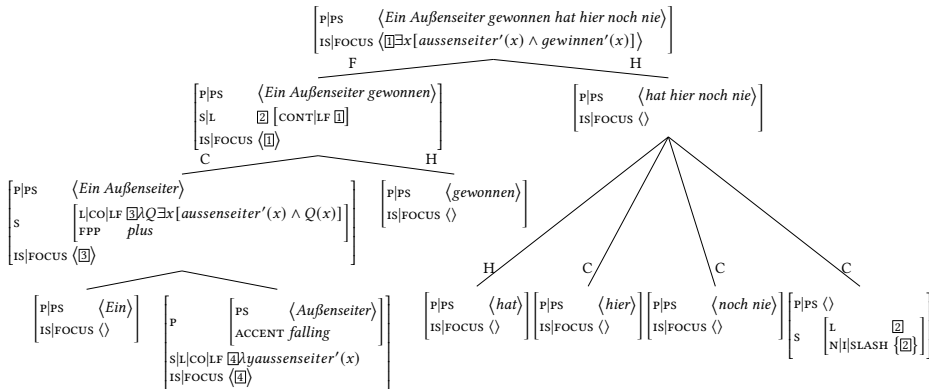 P|PS ⟨Ein Außenseiter gewonnen hat hier noch nie⟩
IS|FOCUS ⟨[1]∃x[aussenseiter′(x) ∧ gewinnen′(x)]⟩
F H
P|PS ⟨Ein Außenseiter gewonnen⟩
S|L [2] [CONT|LF [1]]
IS|FOCUS ⟨[1]⟩
P|PS ⟨hat hier noch nie⟩
IS|FOCUS ⟨⟩
C H
P|PS ⟨Ein Außenseiter⟩
S [L|CO|LF [3]λQ∃x[aussenseiter′(x) ∧ Q(x)]
FPP plus]
IS|FOCUS ⟨[3]⟩
P|PS ⟨gewonnen⟩
IS|FOCUS ⟨⟩
H C C C
P|PS ⟨Ein⟩
IS|FOCUS ⟨⟩
P [PS ⟨Außenseiter⟩
ACCENT falling]
S|L|CO|LF [4]λyaussenseiter′(x)
IS|FOCUS ⟨[4]⟩
P|PS ⟨hat⟩
IS|FOCUS ⟨⟩
P|PS ⟨hier⟩
IS|FOCUS ⟨⟩
P|PS ⟨noch nie⟩
IS|FOCUS ⟨⟩
P|PS ⟨⟩
S [L [2]
N|I|SLASH {[2]}]